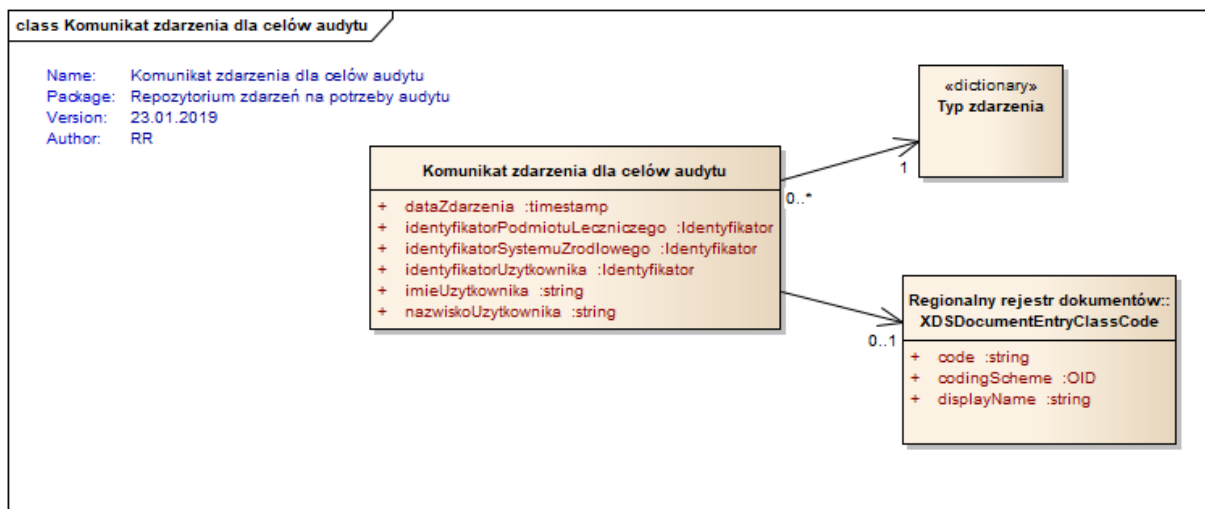 class Komunikat zdarzenia dla celów audytu
Name: Komunikat zdarzenia dla celów audytu
Package: Repozytorium zdarzeń na potrzeby audytu
Version: 23.01.2019
Author: RR
«dictionary»
Typ zdarzenia
1
Komunikat zdarzenia dla celów audytu
0..*
+ dataZdarzenia :timestamp
+ identyfikatorPodmiotuLeczniczego :Identyfikator
+ identyfikatorSystemuZrodlowego :Identyfikator
+ identyfikatorUzytkownika :Identyfikator
+ imieUzytkownika :string
+ nazwiskoUzytkownika :string
0..1
Regionalny rejestr dokumentów::
XDSDocumentEntryClassCode
+ code :string
+ codingScheme :OID
+ displayName :string